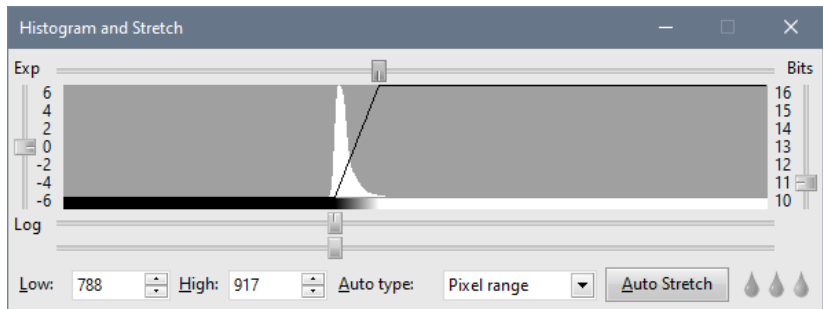 Histogram and Stretch
Exp Bits
6 16
4 15
2 14
0 13
-2 12
-4 11
-6 10
Log
Low: 788 High: 917 Auto type: Pixel range Auto Stretch